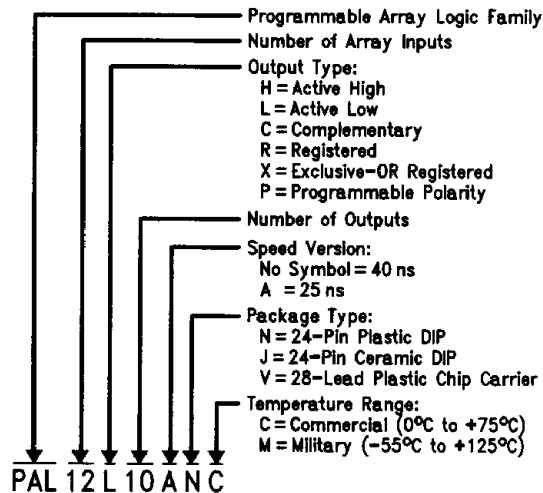 Programmable Array Logic Family
Number of Array Inputs
Output Type:
H = Active High
L = Active Low
C = Complementary
R = Registered
X = Exclusive-OR Registered
P = Programmable Polarity
Number of Outputs
Speed Version:
No Symbol = 40 ns
A = 25 ns
Package Type:
N = 24-Pin Plastic DIP
J = 24-Pin Ceramic DIP
V = 28-Lead Plastic Chip Carrier
Temperature Range:
C = Commercial (0°C to +75°C)
M = Military (-55°C to +125°C)
PAL 12 L 10 A N C